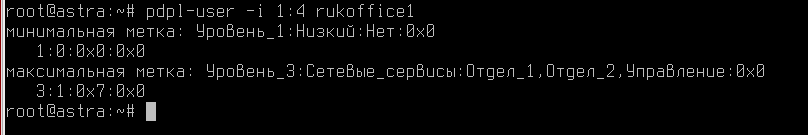 root@astra:~# pdpl-user -i 1:4 rukoffice1
минимальная метка: Уровень_1:Низкий:Нет:0x0
1:0:0x0:0x0
максимальная метка: Уровень_3:Сетевые_сервисы:Отдел_1,Отдел_2,Управление:0x0
3:1:0x7:0x0
root@astra:~#